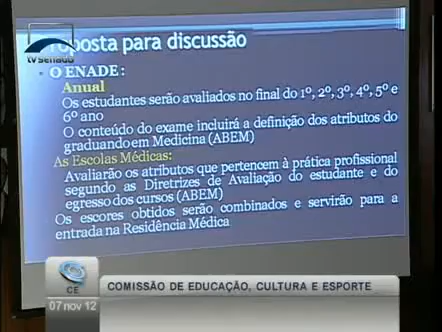 Proposta para discussão
tv senado
O ENADE:
Anual
Os estudantes serão avaliados no final do 1º, 2º, 3º, 4º, 5º e
6º ano
O conteúdo do exame incluirá a definição dos atributos do
graduando em Medicina (ABEM)
As Escolas Médicas:
Avaliarão os atributos que pertencem à prática profissional
segundo as Diretrizes de Avaliação do estudante e do
egresso dos cursos (ABEM)
Os escores obtidos serão combinados e servirão para a
entrada na Residência Médica
CE
07 nov 12
COMISSÃO DE EDUCAÇÃO, CULTURA E ESPORTE